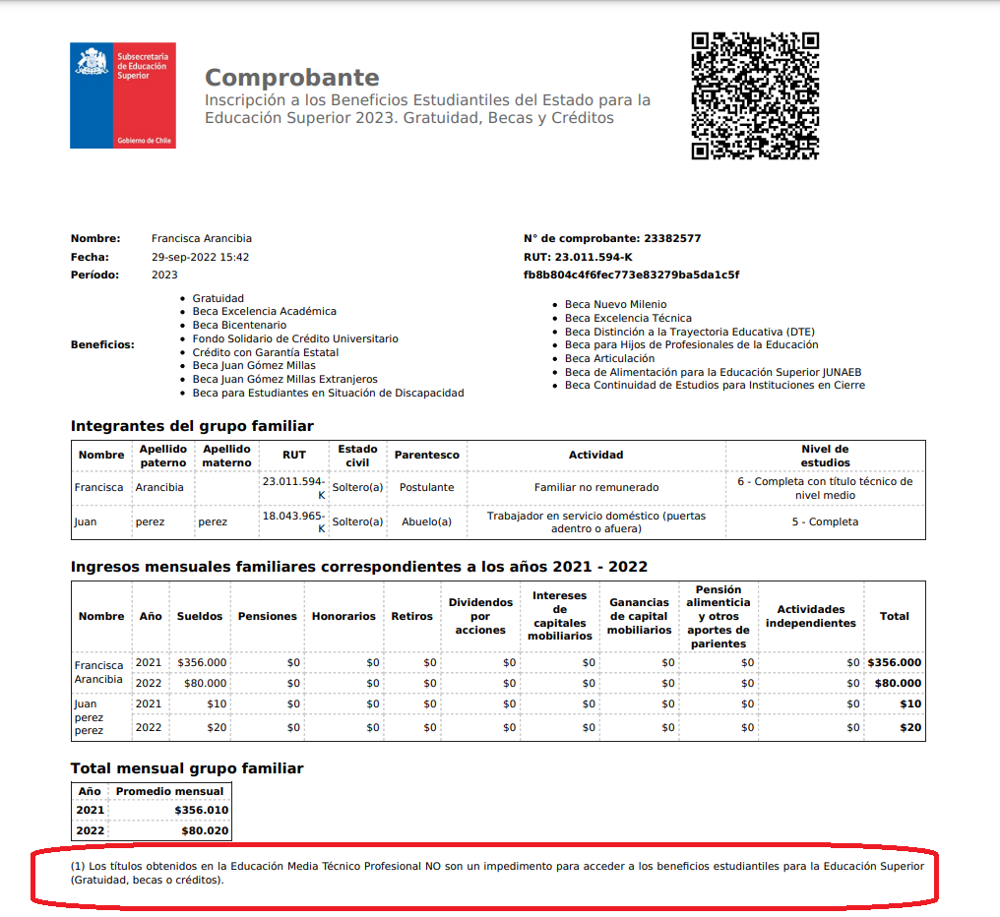 Subsecretaría
de Educación
Superior
Gobierno de Chile
Comprobante
Inscripción a los Beneficios Estudiantiles del Estado para la
Educación Superior 2023. Gratuidad, Becas y Créditos
Nombre: Francisca Arancibia
Fecha: 29-sep-2022 15:42
Período: 2023
N° de comprobante: 23382577
RUT: 23.011.594-K
fb8b804c4f6fec773e83279ba5da1c5f
Beneficios:
• Gratuidad
• Beca Excelencia Académica
• Beca Bicentenario
• Fondo Solidario de Crédito Universitario
• Crédito con Garantía Estatal
• Beca Juan Gómez Millas
• Beca Juan Gómez Millas Extranjeros
• Beca para Estudiantes en Situación de Discapacidad
• Beca Nuevo Milenio
• Beca Excelencia Técnica
• Beca Distinción a la Trayectoria Educativa (DTE)
• Beca para Hijos de Profesionales de la Educación
• Beca Articulación
• Beca de Alimentación para la Educación Superior JUNAEB
• Beca Continuidad de Estudios para Instituciones en Cierre
Integrantes del grupo familiar
Nombre Apellido paterno Apellido materno RUT Estado civil Parentesco Actividad Nivel de estudios
Francisca Arancibia 23.011.594-K Soltero(a) Postulante Familiar no remunerado 6 - Completa con título técnico de nivel medio
Juan perez perez 18.043.965-K Soltero(a) Abuelo(a) Trabajador en servicio doméstico (puertas adentro o afuera) 5 - Completa
Ingresos mensuales familiares correspondientes a los años 2021 - 2022
Nombre Año Sueldos Pensiones Honorarios Retiros Dividendos por acciones Intereses de capitales mobiliarios Ganancias de capital mobiliarios Pensión alimenticia y otros aportes de parientes Actividades independientes Total
Francisca Arancibia 2021 $356.000 $0 $0 $0 $0 $0 $0 $0 $0 $356.000
2022 $80.000 $0 $0 $0 $0 $0 $0 $0 $0 $80.000
Juan perez perez 2021 $10 $0 $0 $0 $0 $0 $0 $0 $0 $10
2022 $20 $0 $0 $0 $0 $0 $0 $0 $0 $20
Total mensual grupo familiar
Año Promedio mensual
2021 $356.010
2022 $80.020
(1) Los títulos obtenidos en la Educación Media Técnico Profesional NO son un impedimento para acceder a los beneficios estudiantiles para la Educación Superior
(Gratuidad, becas o créditos).